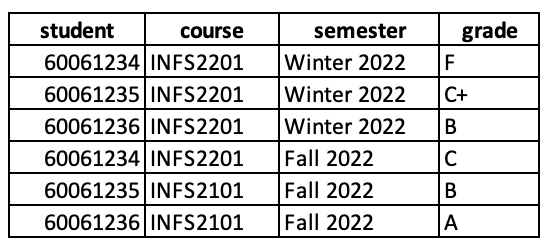 student course semester grade
60061234 INFS2201 Winter 2022 F
60061235 INFS2201 Winter 2022 C+
60061236 INFS2201 Winter 2022 B
60061234 INFS2201 Fall 2022 C
60061235 INFS2101 Fall 2022 B
60061236 INFS2101 Fall 2022 A